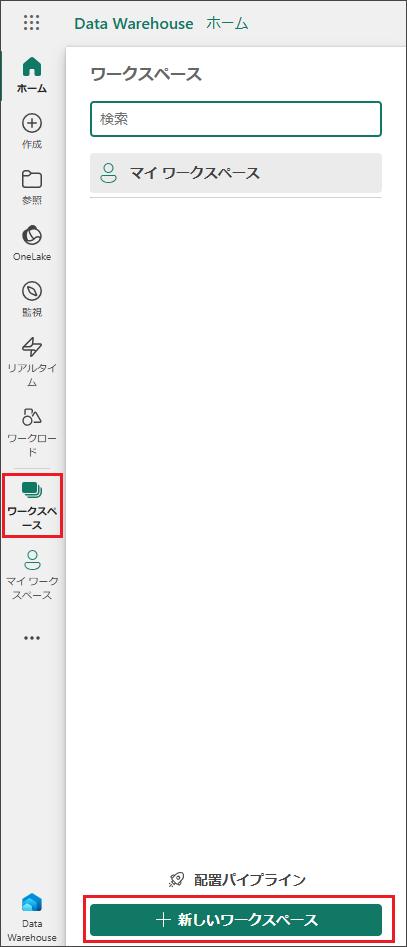 Data Warehouse ホーム
ホーム
作成
参照
OneLake
監視
リアルタイ
ム
ワークロー
ド
ワークスペ
ース
マイ ワーク
スペース
Data
Warehouse
ワークスペース
検索
マイ ワークスペース
配置パイプライン
新しいワークスペース